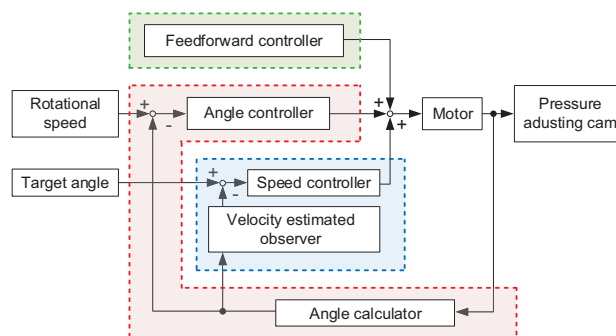 Feedforward controller
Rotational
speed
+
-
Angle controller
+
+
Motor
Pressure
adusting cam
Target angle
+
-
Speed controller
Velocity estimated
observer
Angle calculator